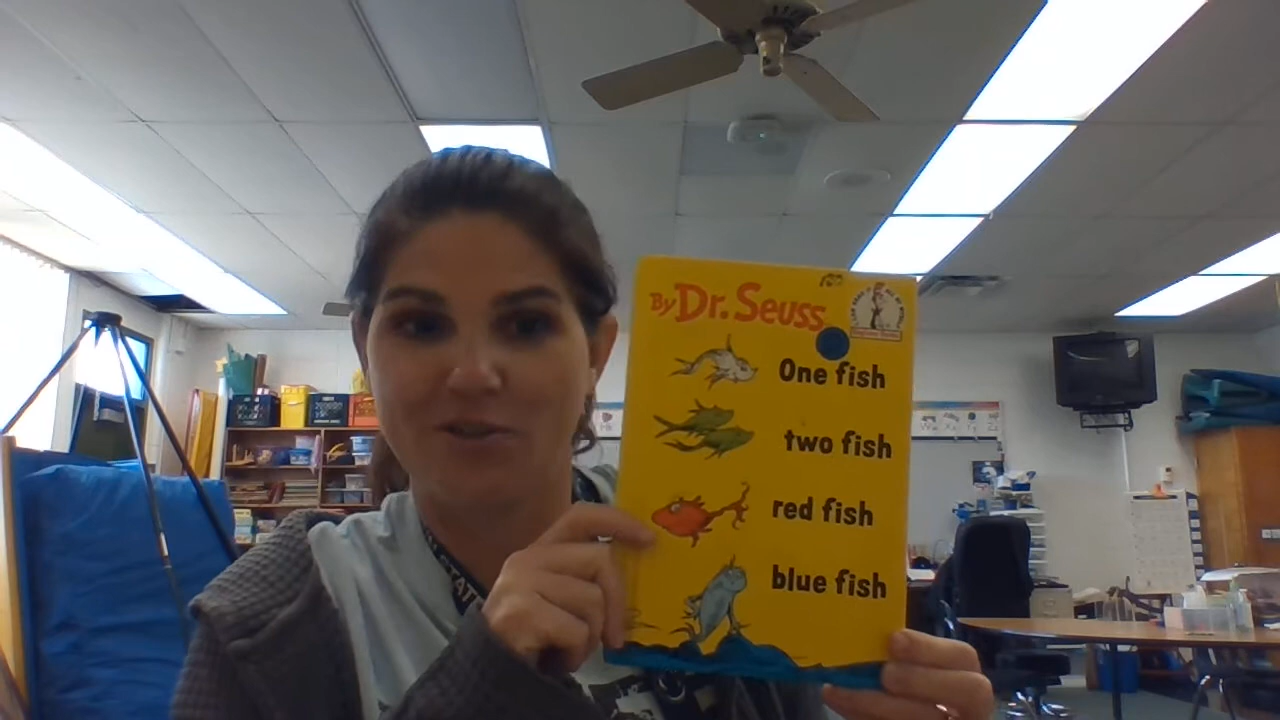 By Dr. Seuss
One fish
two fish
red fish
blue fish